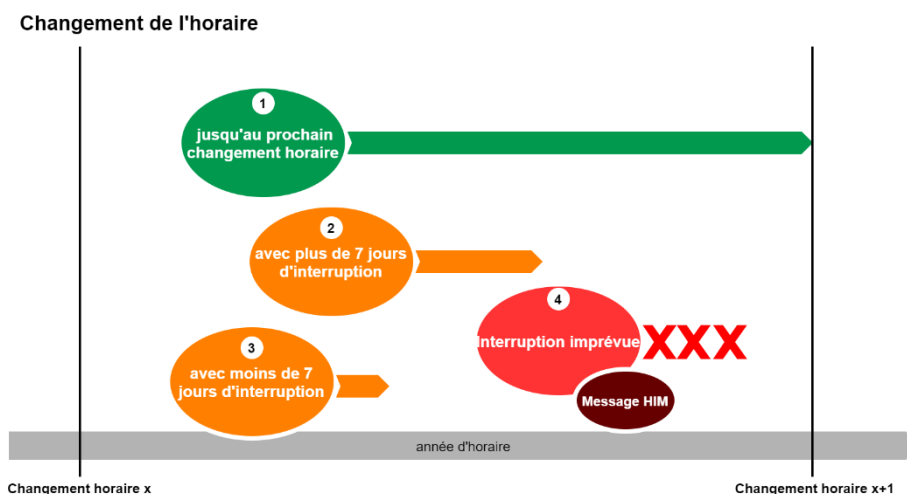 Changement de l'horaire
1
jusqu'au prochain
changement horaire
2
avec plus de 7 jours
d'interruption
3
avec moins de 7
jours d'interruption
4
Interruption imprévue
XXX
Message HIM
année d'horaire
Changement horaire x
Changement horaire x+1